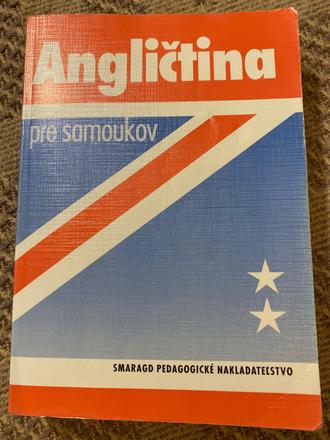 Angličtina
pre samoukov
SMARAGD PEDAGOGICKÉ NAKLADATEĽSTVO